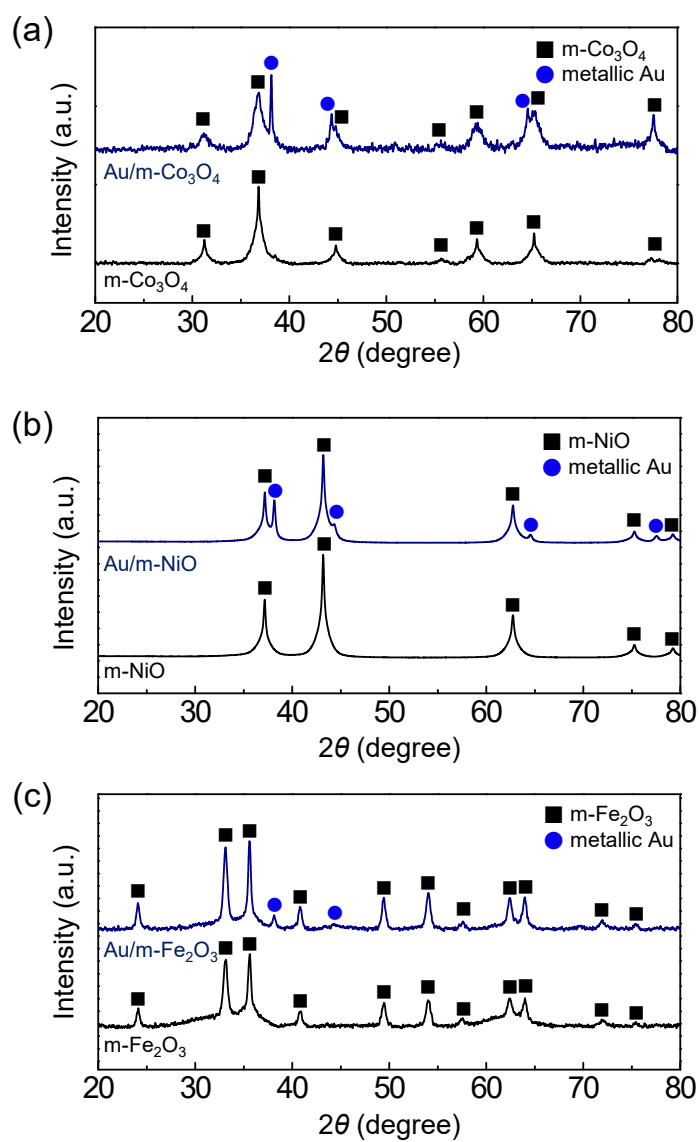 (a)
m-Co₃O₄
metallic Au
Intensity (a.u.)
Au/m-Co₃O₄
m-Co₃O₄
20 30 40 50 60 70 80
2θ (degree)
(b)
m-NiO
metallic Au
Intensity (a.u.)
Au/m-NiO
m-NiO
20 30 40 50 60 70 80
2θ (degree)
(c)
m-Fe₂O₃
metallic Au
Intensity (a.u.)
Au/m-Fe₂O₃
m-Fe₂O₃
20 30 40 50 60 70 80
2θ (degree)